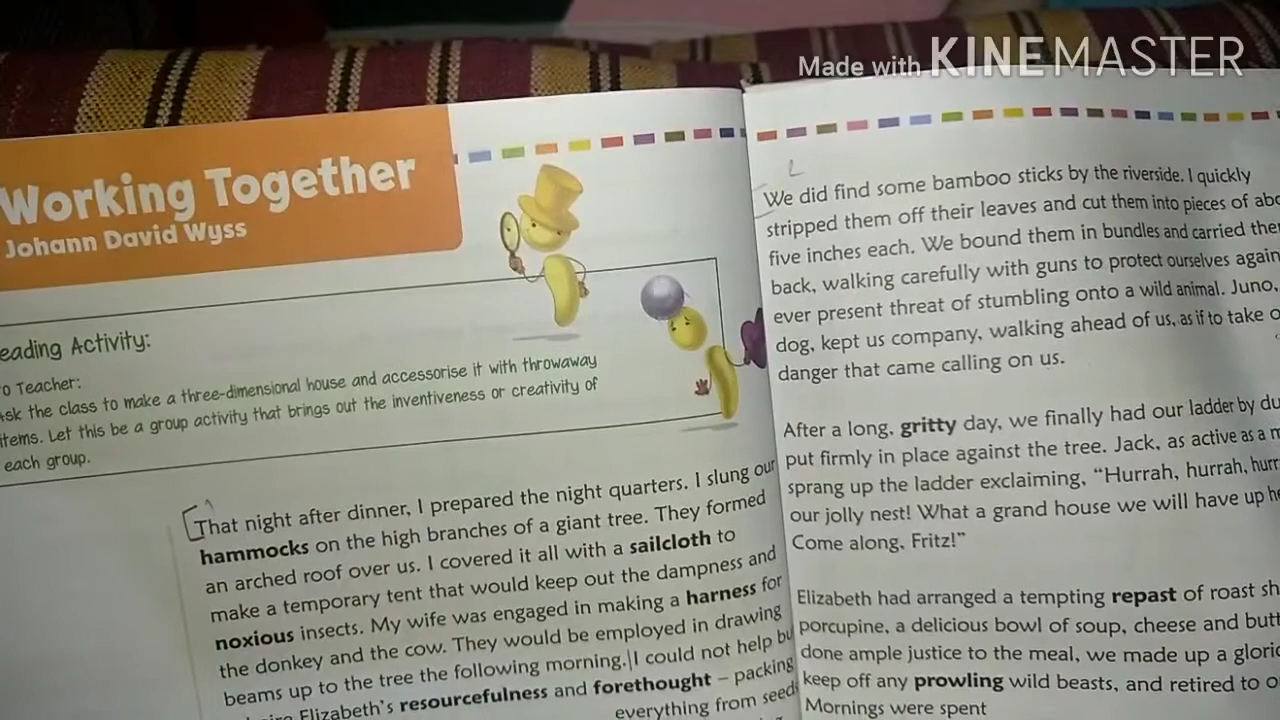 Made with KINEMASTER
Working Together
Johann David Wyss
eading Activity:
o Teacher:
Ask the class to make a three-dimensional house and accessorise it with throwaway
items. Let this be a group activity that brings out the inventiveness or creativity of
each group.
That night after dinner, I prepared the night quarters. I slung our
hammocks on the high branches of a giant tree. They formed
an arched roof over us. I covered it all with a sailcloth to
make a temporary tent that would keep out the dampness and
noxious insects. My wife was engaged in making a harness for
the donkey and the cow. They would be employed in drawing
beams up to the tree the following morning. I could not help bu
Elizabeth's resourcefulness and forethought – packing
everything from seeds
2
We did find some bamboo sticks by the riverside. I quickly
stripped them off their leaves and cut them into pieces of abo
five inches each. We bound them in bundles and carried the
back, walking carefully with guns to protect ourselves again
ever present threat of stumbling onto a wild animal. Juno,
dog, kept us company, walking ahead of us, as if to take o
danger that came calling on us.
After a long, gritty day, we finally had our ladder by du
put firmly in place against the tree. Jack, as active as a m
sprang up the ladder exclaiming, "Hurrah, hurrah, hurr
our jolly nest! What a grand house we will have up he
Come along, Fritz!"
Elizabeth had arranged a tempting repast of roast sh
porcupine, a delicious bowl of soup, cheese and butt
done ample justice to the meal, we made up a glorio
keep off any prowling wild beasts, and retired to o
Mornings were spent